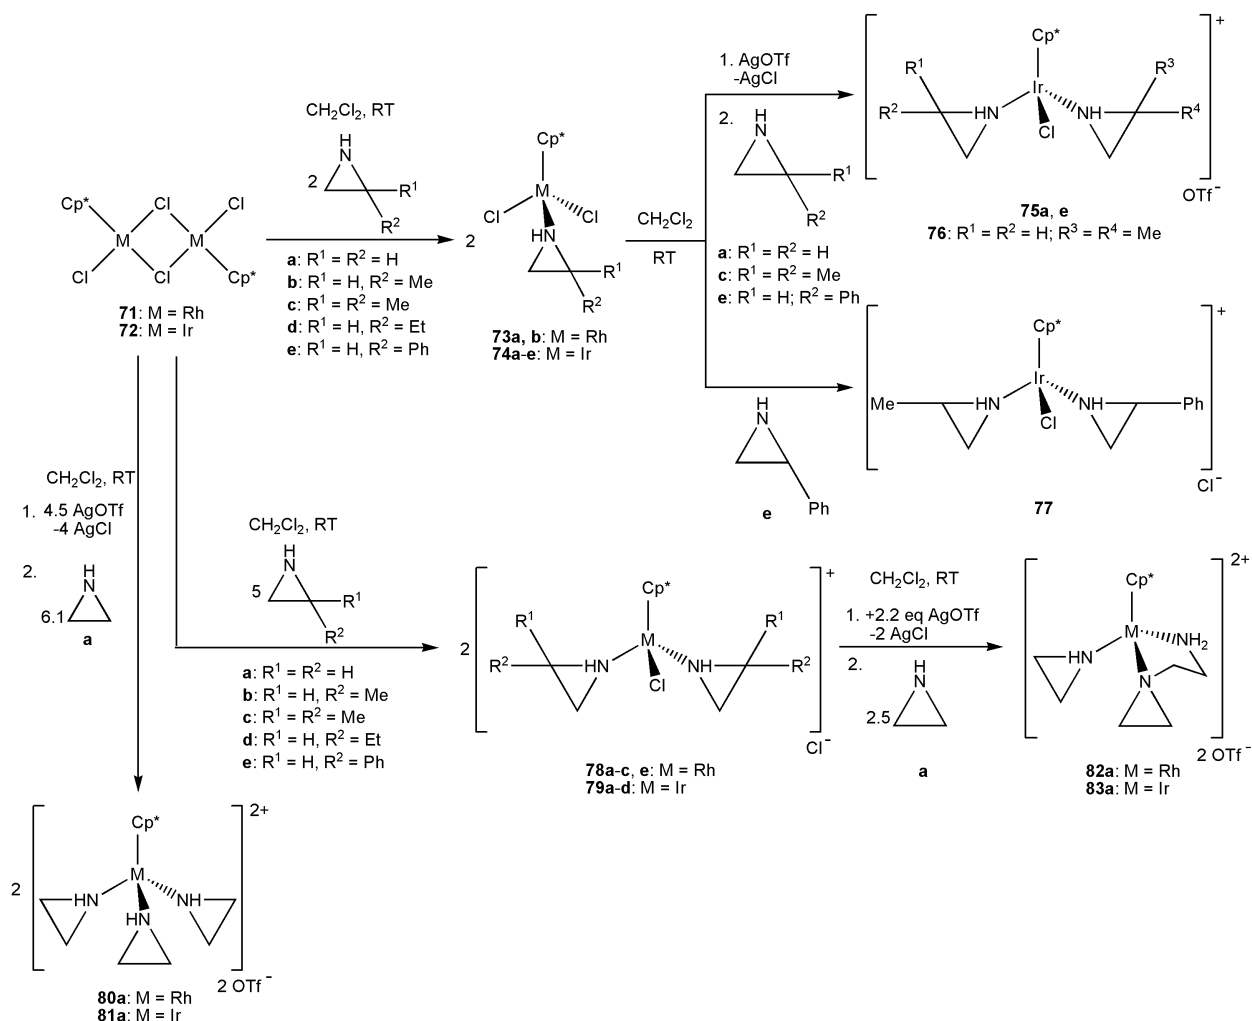 CH2Cl2, RT
H
N
2
R1
R2
a: R1 = R2 = H
b: R1 = H, R2 = Me
c: R1 = R2 = Me
d: R1 = H, R2 = Et
e: R1 = H, R2 = Ph
Cp*
Cl
Cl
M
M
Cl
Cl
Cp*
71: M = Rh
72: M = Ir
2
Cp*
M
Cl
Cl
HN
R1
R2
73a, b: M = Rh
74a-e: M = Ir
CH2Cl2
RT
1. AgOTf
-AgCl
2.
H
N
R1
R2
a: R1 = R2 = H
c: R1 = R2 = Me
e: R1 = H; R2 = Ph
+
Cp*
R1
R3
Ir
R2
HN
NH
R4
Cl
OTf-
75a, e
76: R1 = R2 = H; R3 = R4 = Me
H
N
Ph
e
+
Cp*
Ir
Me
HN
NH
Ph
Cl
Cl-
77
CH2Cl2, RT
1. 4.5 AgOTf
-4 AgCl
2.
H
N
6.1
a
CH2Cl2, RT
H
N
5
R1
R2
a: R1 = R2 = H
b: R1 = H, R2 = Me
c: R1 = R2 = Me
d: R1 = H, R2 = Et
e: R1 = H, R2 = Ph
2
+
Cp*
R1
R1
M
R2
HN
NH
R2
Cl
Cl-
78a-c, e: M = Rh
79a-d: M = Ir
CH2Cl2, RT
1. +2.2 eq AgOTf
-2 AgCl
2.
H
N
2.5
a
2+
Cp*
M
NH2
HN
N
2 OTf-
82a: M = Rh
83a: M = Ir
2
2+
Cp*
M
HN
NH
HN
2 OTf-
80a: M = Rh
81a: M = Ir